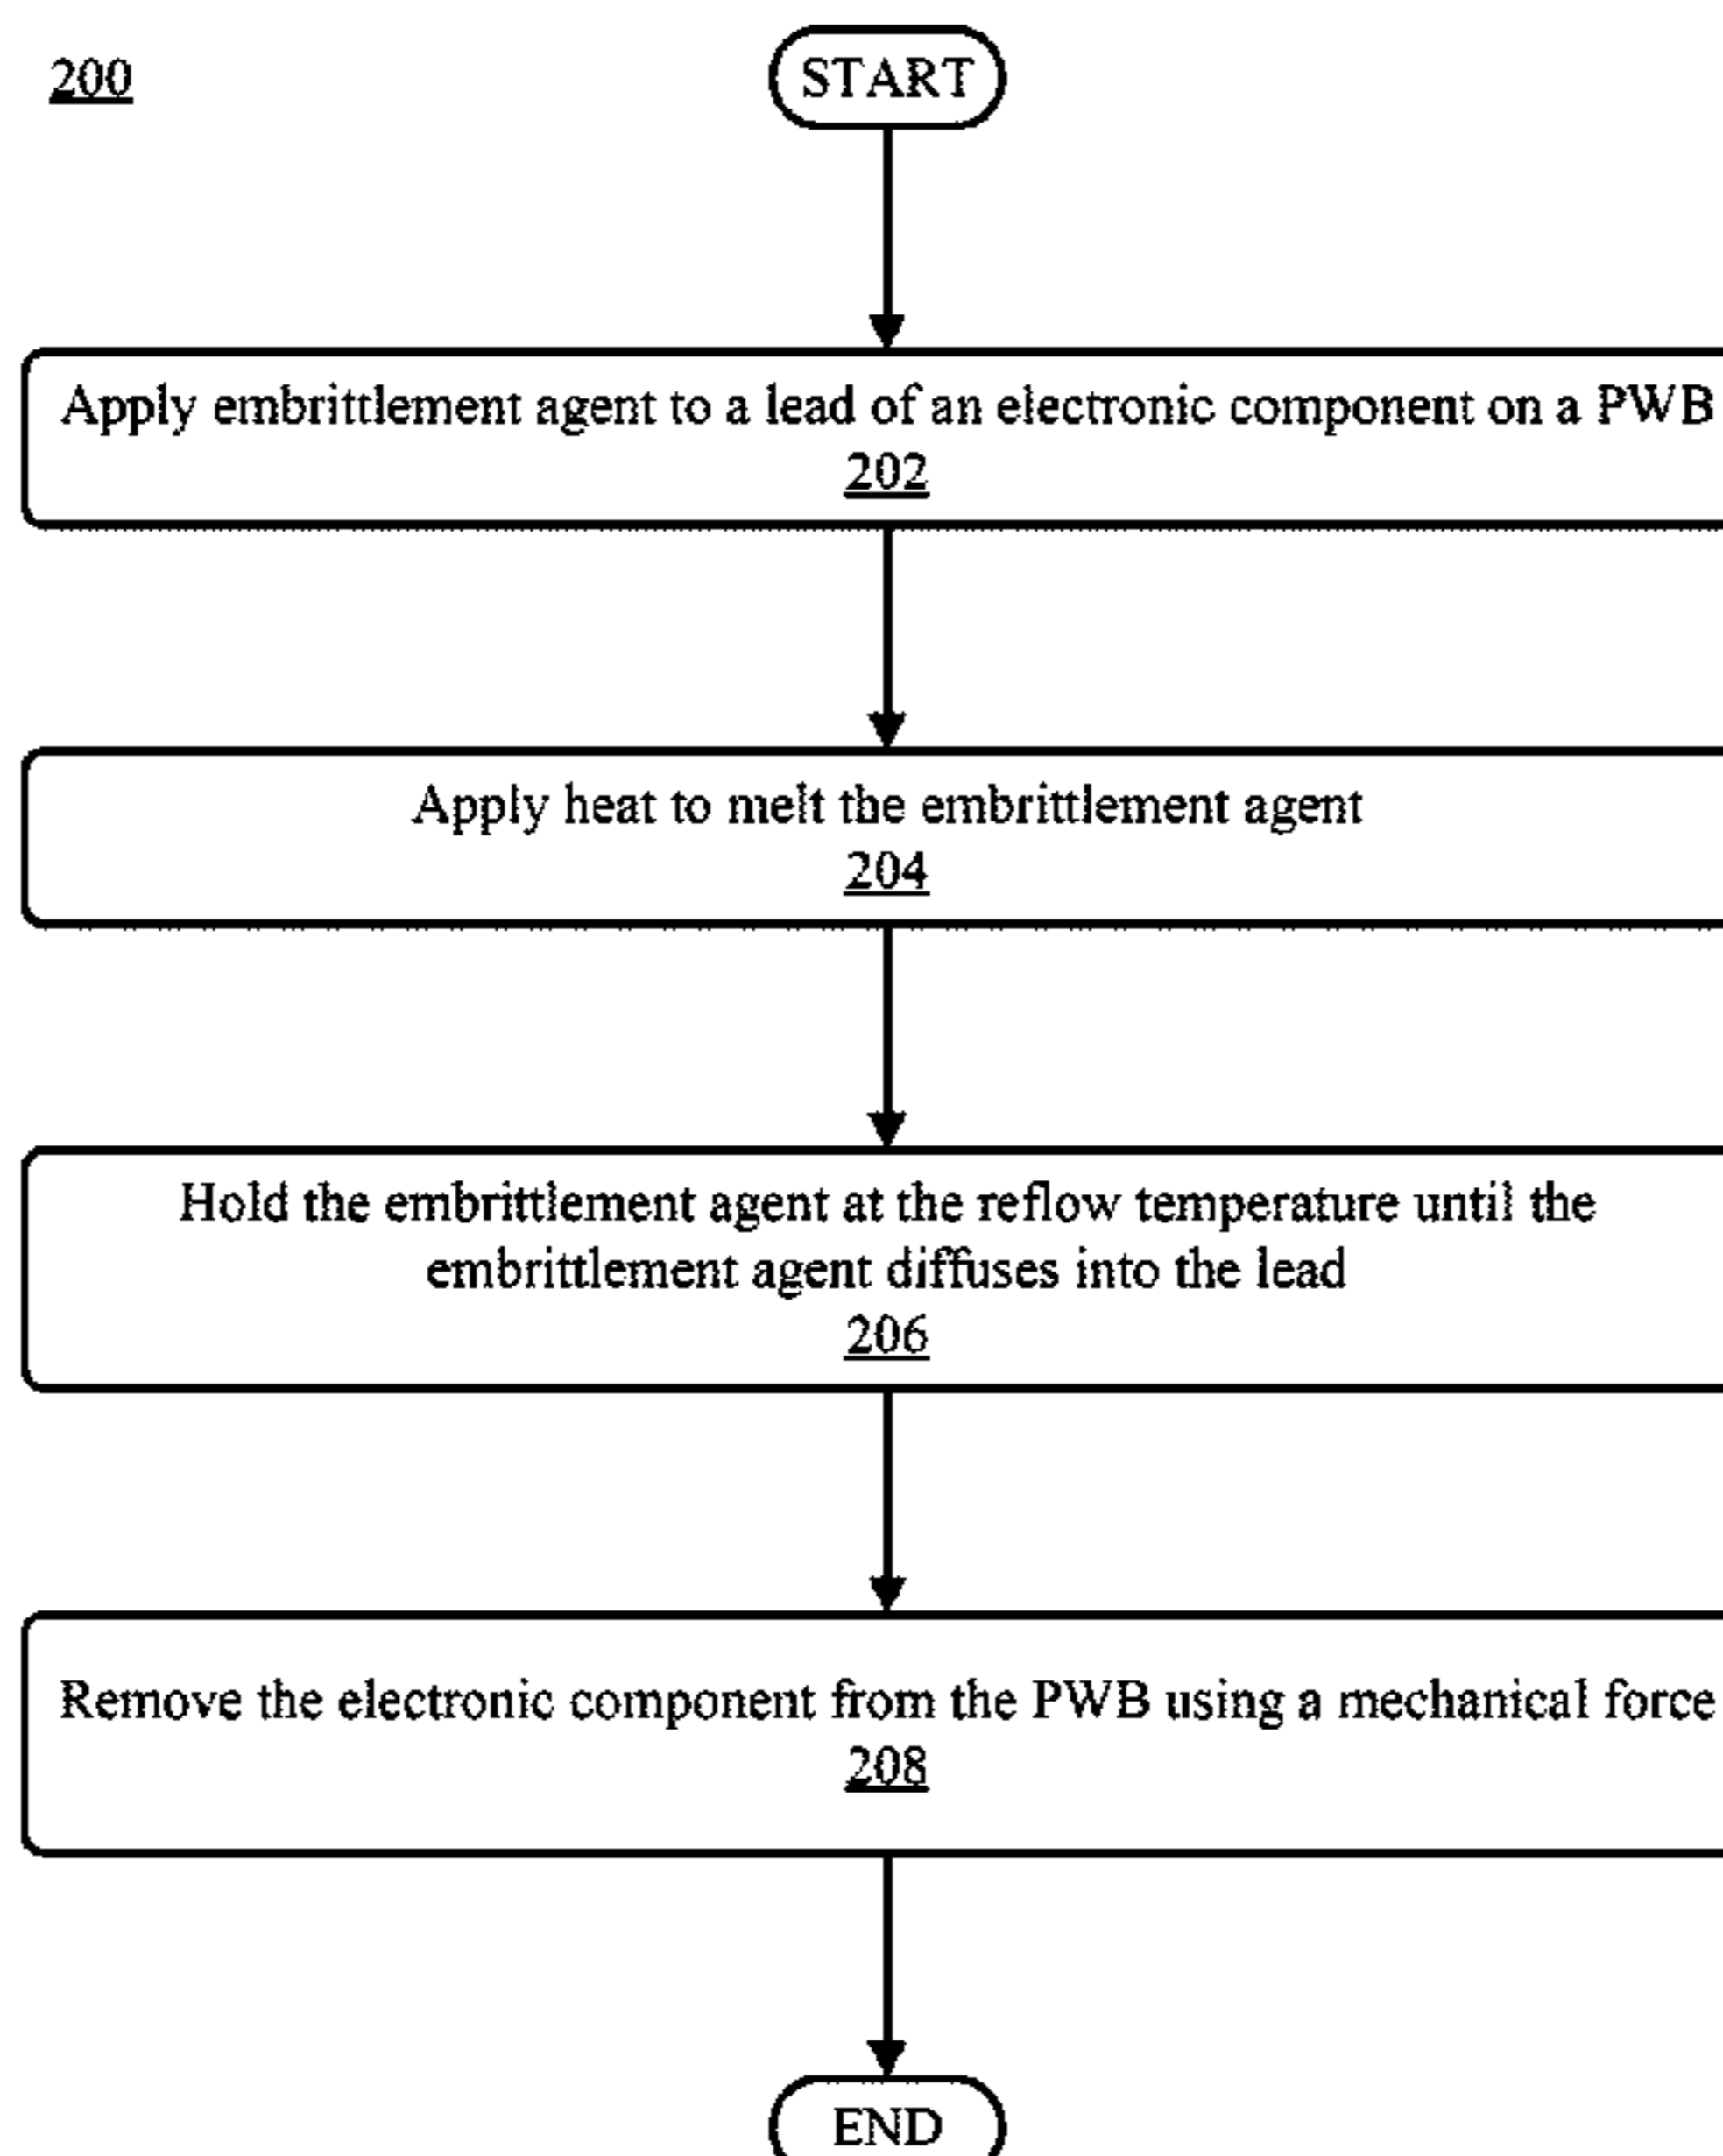 200
START
Apply embrittlement agent to a lead of an electronic component on a PWB
202
Apply heat to melt the embrittlement agent
204
Hold the embrittlement agent at the reflow temperature until the
embrittlement agent diffuses into the lead
206
Remove the electronic component from the PWB using a mechanical force
208
END